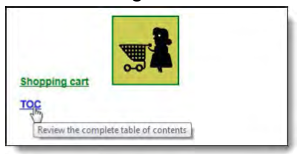 Shopping cart
TOC
Review the complete table of contents